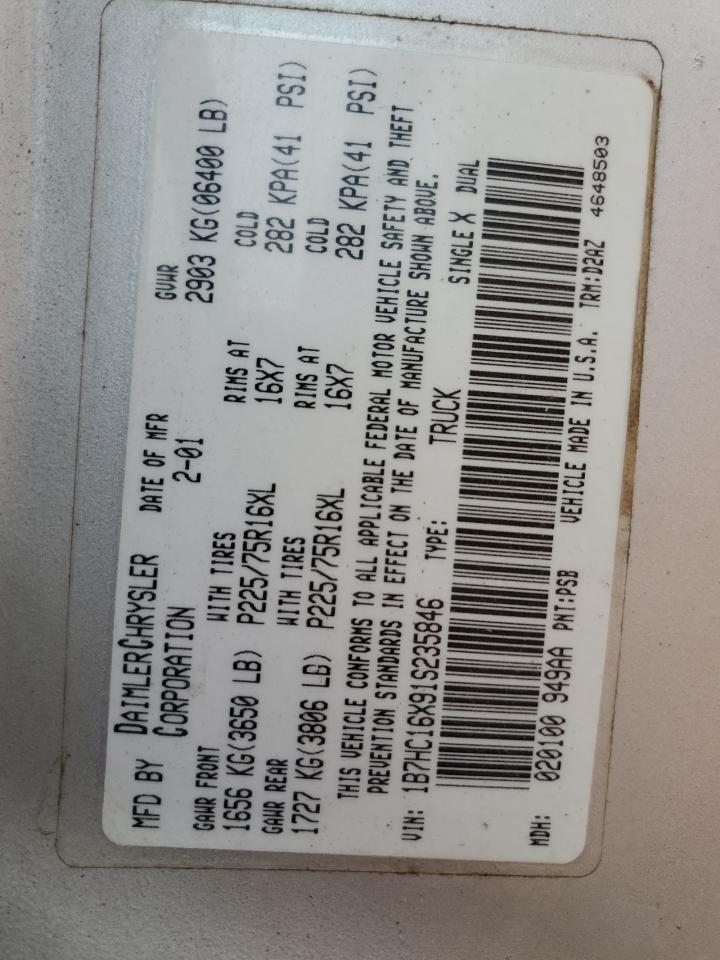 MFD BY DAIMLERCHRYSLER CORPORATION
DATE OF MFR 2-01
GVWR 2903 KG(06400 LB)
GAWR FRONT WITH TIRES RIMS AT COLD
1656 KG(3650 LB) P225/75R16XL 16X7 282 KPA(41 PSI)
GAWR REAR WITH TIRES RIMS AT COLD
1727 KG(3806 LB) P225/75R16XL 16X7 282 KPA(41 PSI)
THIS VEHICLE CONFORMS TO ALL APPLICABLE FEDERAL MOTOR VEHICLE SAFETY AND THEFT
PREVENTION STANDARDS IN EFFECT ON THE DATE OF MANUFACTURE SHOWN ABOVE.
VIN: 1B7HC16X91S235846 TYPE: TRUCK SINGLE X DUAL
MDH: 020100 949AA PNT:PSB VEHICLE MADE IN U.S.A. TRM:D2AZ
4648503